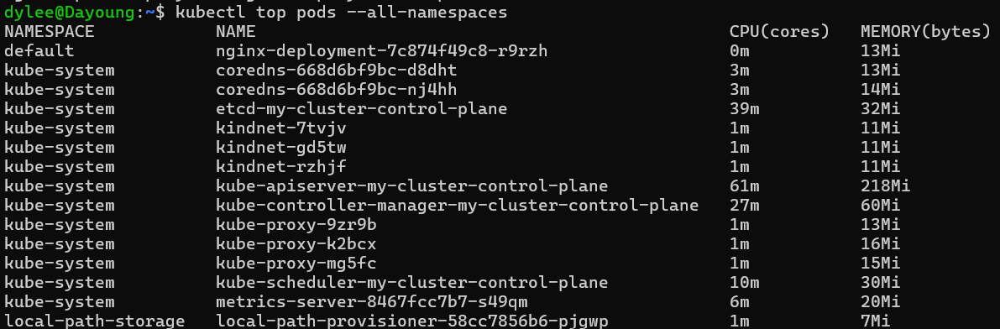 dylee@Dayoung:~$ kubectl top pods --all-namespaces
NAMESPACE NAME CPU(cores) MEMORY(bytes)
default nginx-deployment-7c874f49c8-r9rzh 0m 13Mi
kube-system coredns-668d6bf9bc-d8dht 3m 13Mi
kube-system coredns-668d6bf9bc-nj4hh 3m 14Mi
kube-system etcd-my-cluster-control-plane 39m 32Mi
kube-system kindnet-7tvjv 1m 11Mi
kube-system kindnet-gd5tw 1m 11Mi
kube-system kindnet-rzhjf 1m 11Mi
kube-system kube-apiserver-my-cluster-control-plane 61m 218Mi
kube-system kube-controller-manager-my-cluster-control-plane 27m 60Mi
kube-system kube-proxy-9zr9b 1m 13Mi
kube-system kube-proxy-k2bcx 1m 16Mi
kube-system kube-proxy-mg5fc 1m 15Mi
kube-system kube-scheduler-my-cluster-control-plane 10m 30Mi
kube-system metrics-server-8467fcc7b7-s49qm 6m 20Mi
local-path-storage local-path-provisioner-58cc7856b6-pjgwp 1m 7Mi